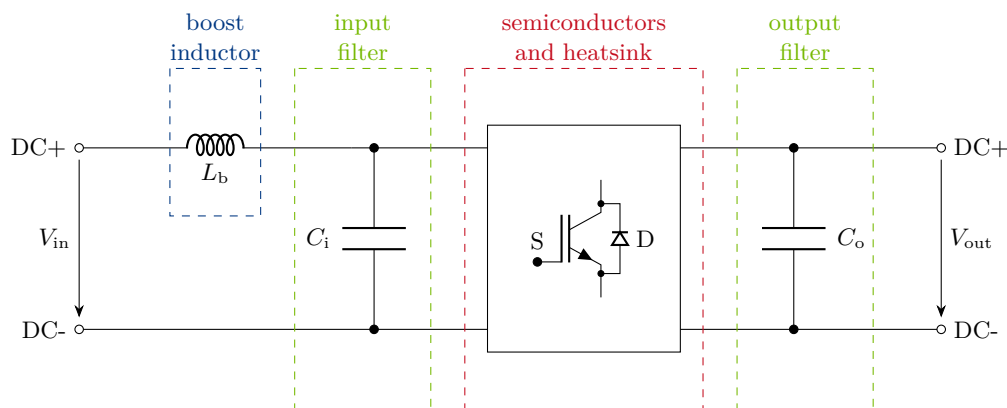 boost
inductor
input
filter
semiconductors
and heatsink
output
filter
DC+
L_b
DC+
V_in
C_i
S
D
C_o
V_out
DC-
DC-